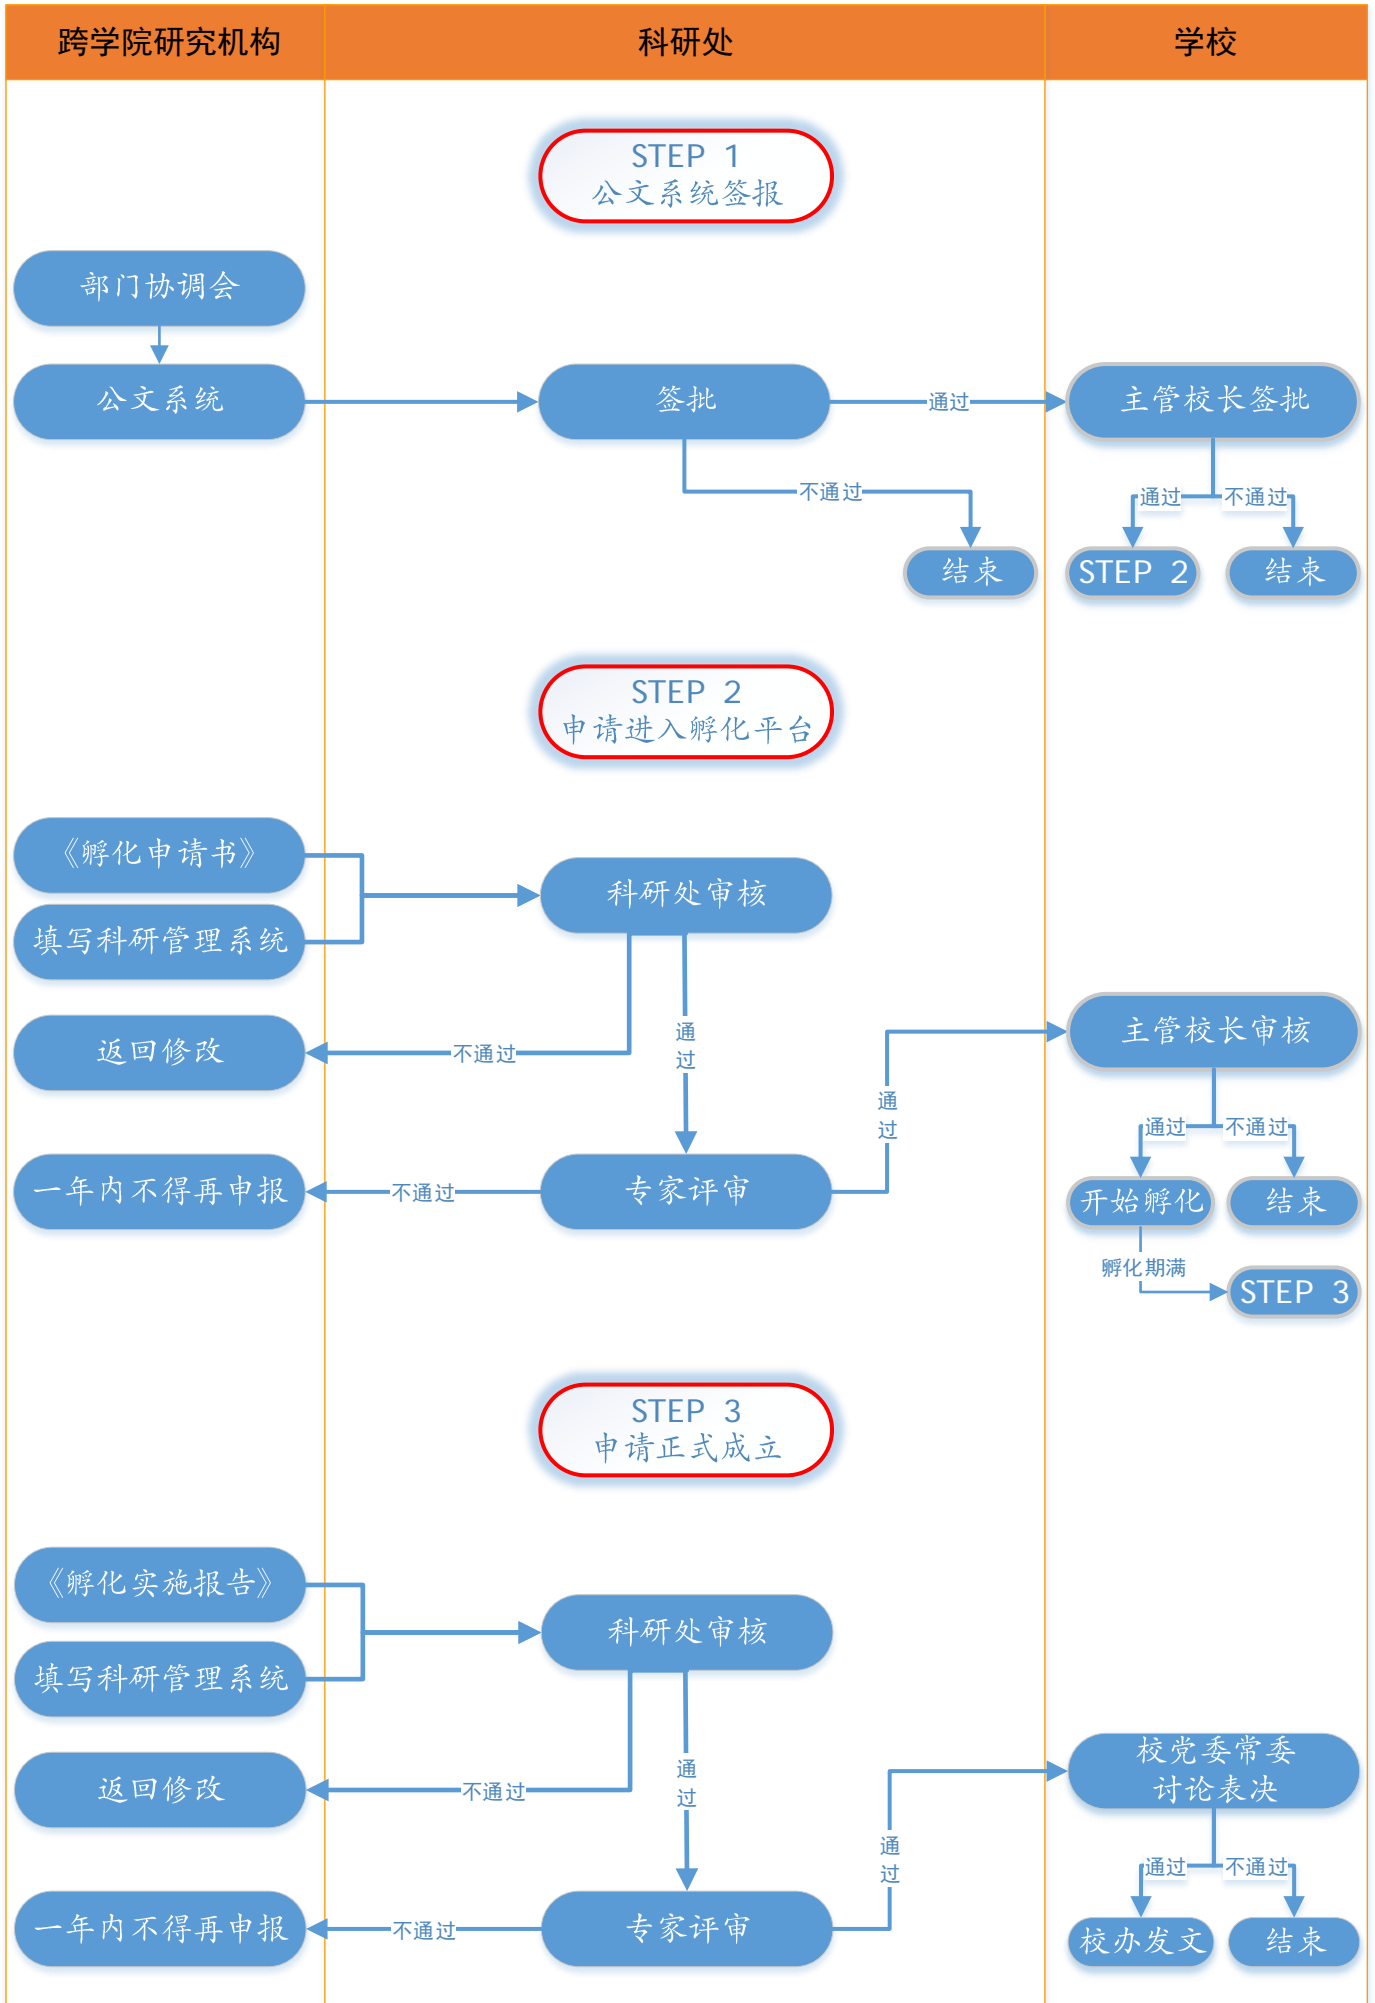 跨学院研究机构
科研处
学校
STEP 1
公文系统签报
部门协调会
公文系统
签批
通过
主管校长签批
不通过
通过
不通过
结束
STEP 2
结束
STEP 2
申请进入孵化平台
《孵化申请书》
科研处审核
填写科研管理系统
返回修改
不通过
通过
主管校长审核
通过
通过
不通过
一年内不得再申报
不通过
专家评审
开始孵化
结束
孵化期满
STEP 3
STEP 3
申请正式成立
《孵化实施报告》
科研处审核
填写科研管理系统
返回修改
不通过
通过
校党委常委
讨论表决
通过
通过
不通过
一年内不得再申报
不通过
专家评审
校办发文
结束